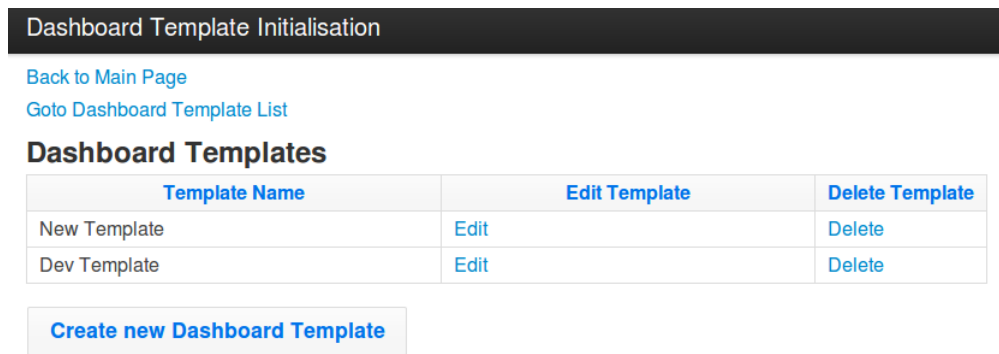 Dashboard Template Initialisation
Back to Main Page
Goto Dashboard Template List
Dashboard Templates
Template Name Edit Template Delete Template
New Template Edit Delete
Dev Template Edit Delete
Create new Dashboard Template